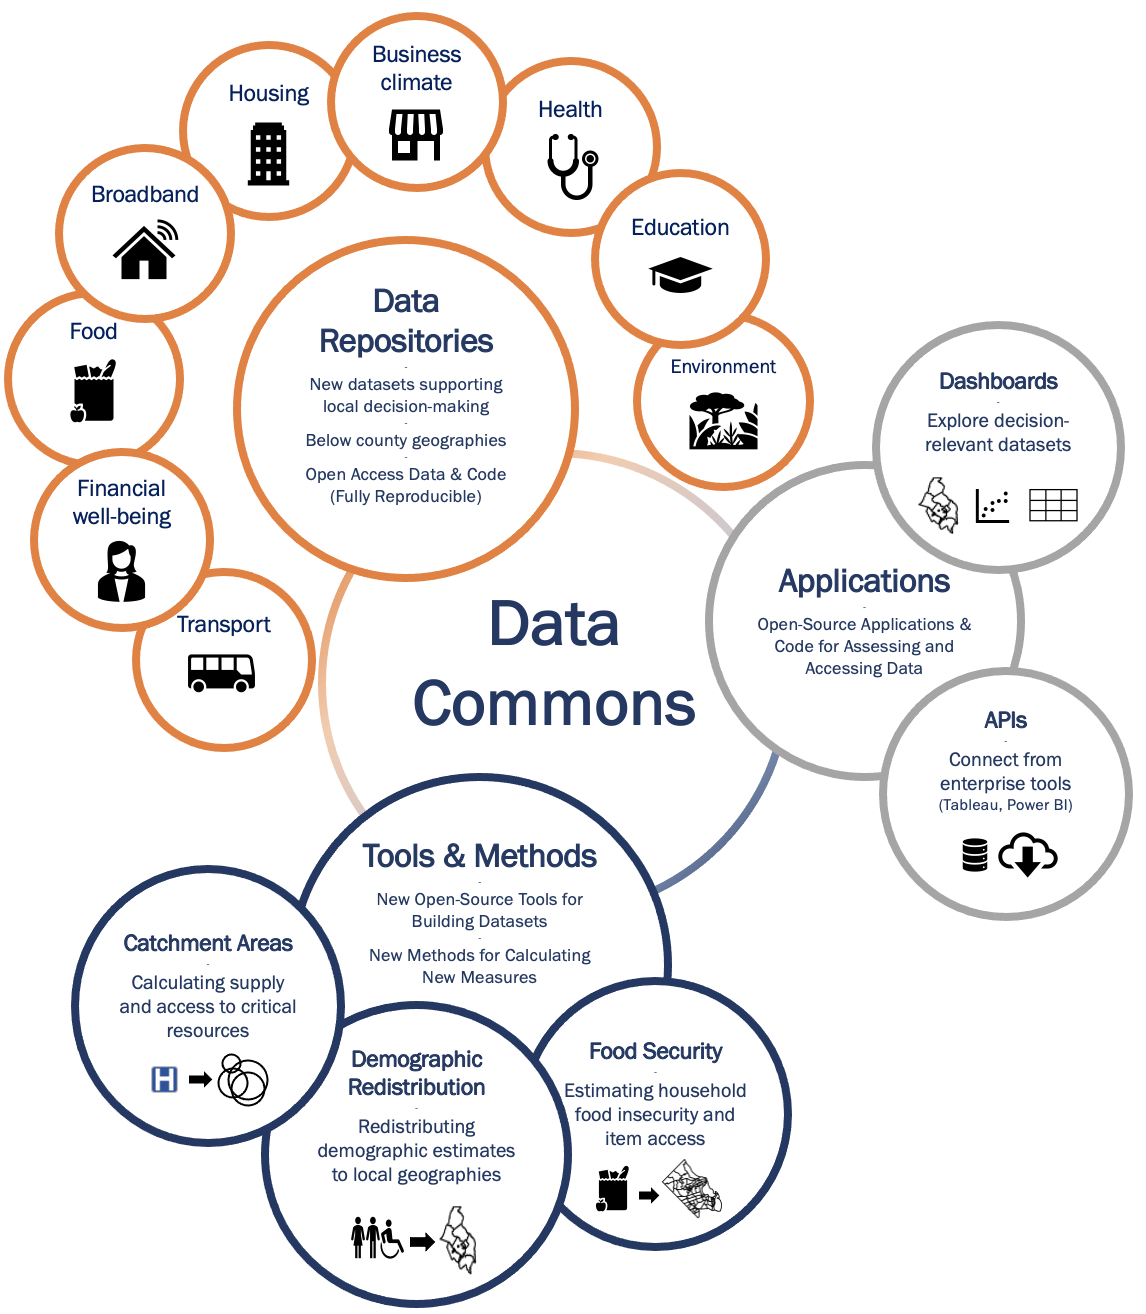 Business
climate
Housing
Health
Broadband
Education
Food
Environment
Financial
well-being
Transport
Data
Repositories
-
New datasets supporting
local decision-making
-
Below county geographies
-
Open Access Data & Code
(Fully Reproducible)
Data
Commons
Dashboards
-
Explore decision-
relevant datasets
Applications
-
Open-Source Applications &
Code for Assessing and
Accessing Data
APIs
-
Connect from
enterprise tools
(Tableau, Power BI)
Tools & Methods
-
New Open-Source Tools for
Building Datasets
-
New Methods for Calculating
New Measures
Catchment Areas
-
Calculating supply
and access to critical
resources
H
Demographic
Redistribution
-
Redistributing
demographic estimates
to local geographies
Food Security
-
Estimating household
food insecurity and
item access